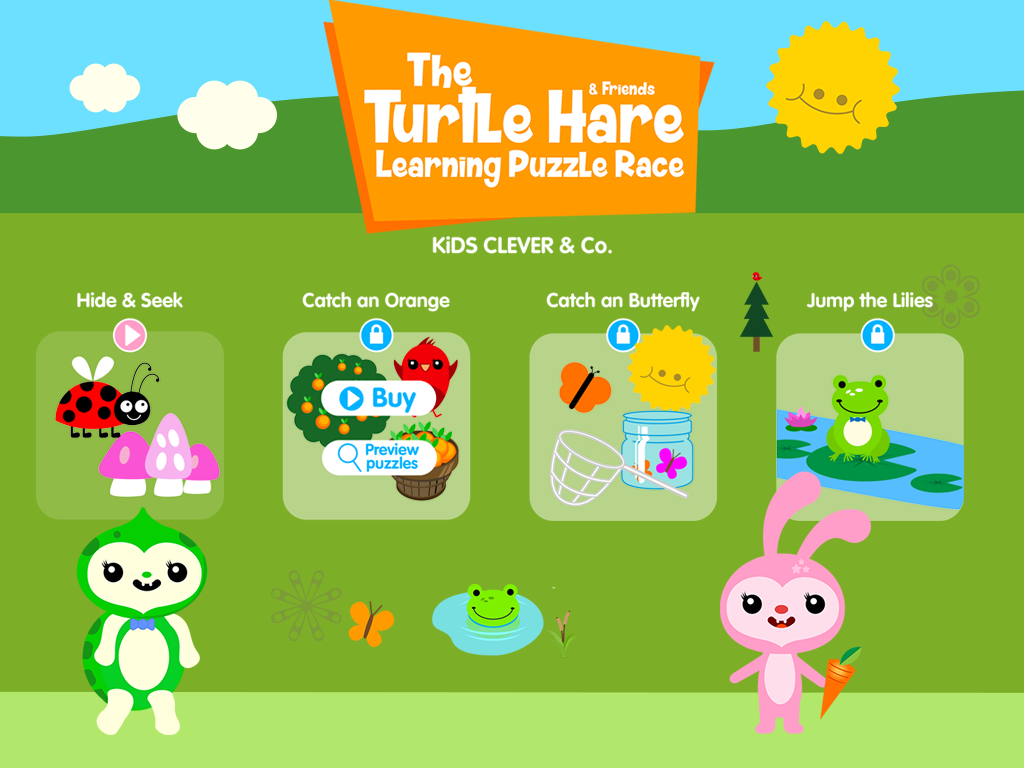 The
& Friends
Turtle Hare
Learning Puzzle Race
KiDS CLEVER & Co.
Hide & Seek
Catch an Orange
Catch an Butterfly
Jump the Lilies
Buy
Preview
puzzles